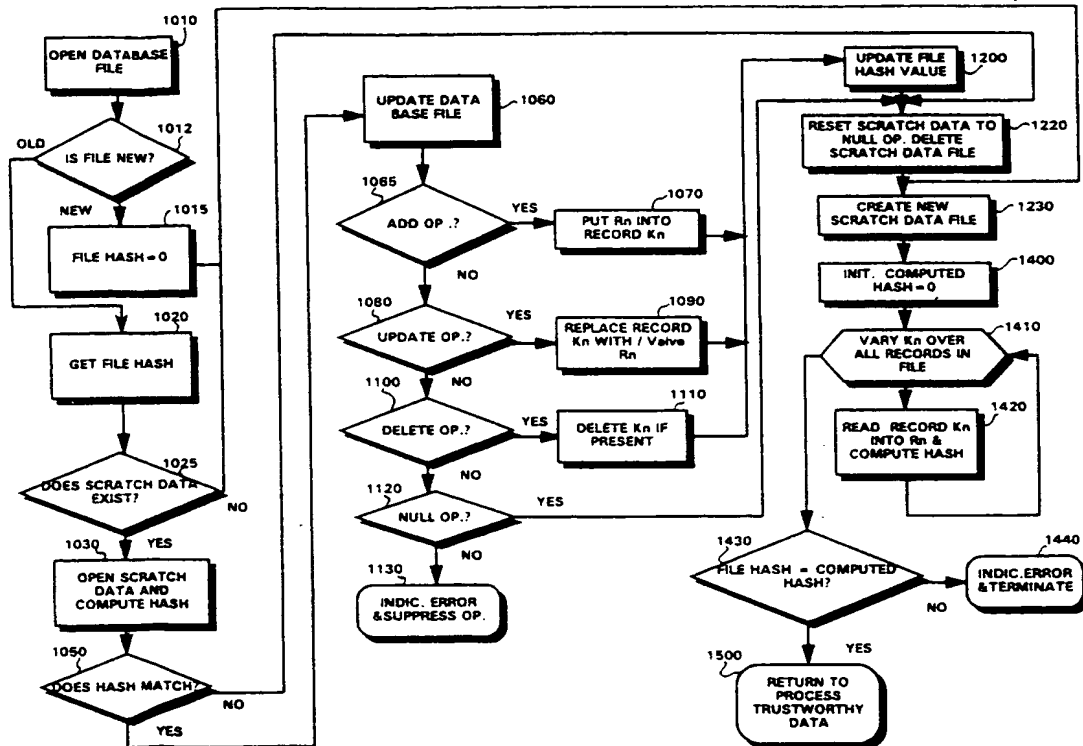 1010
OPEN DATABASE
FILE
1012
OLD
IS FILE NEW?
NEW
1015
FILE HASH = 0
1020
GET FILE HASH
1025
DOES SCRATCH DATA
EXIST?
NO
YES
1030
OPEN SCRATCH
DATA AND
COMPUTE HASH
1050
DOES HASH MATCH?
NO
YES
UPDATE DATA
BASE FILE
1060
1065
ADD OP .?
YES
NO
1070
PUT Rn INTO
RECORD Kn
1080
UPDATE OP.?
YES
NO
1090
REPLACE RECORD
Kn WITH / Valve
Rn
1100
DELETE OP.?
YES
NO
1110
DELETE Kn IF
PRESENT
1120
NULL OP.?
YES
NO
1130
INDIC. ERROR
&SUPPRESS OP.
UPDATE FILE
HASH VALUE
1200
RESET SCRATCH DATA TO
NULL OP. DELETE
SCRATCH DATA FILE
1220
CREATE NEW
SCRATCH DATA FILE
1230
INIT. COMPUTED
HASH = 0
1400
VARY Kn OVER
ALL RECORDS IN
FILE
1410
1420
READ RECORD Kn
INTO Rn &
COMPUTE HASH
1430
FILE HASH = COMPUTED
HASH?
NO
YES
1440
INDIC.ERROR
&TERMINATE
1500
RETURN TO
PROCESS
TRUSTWORTHY
DATA